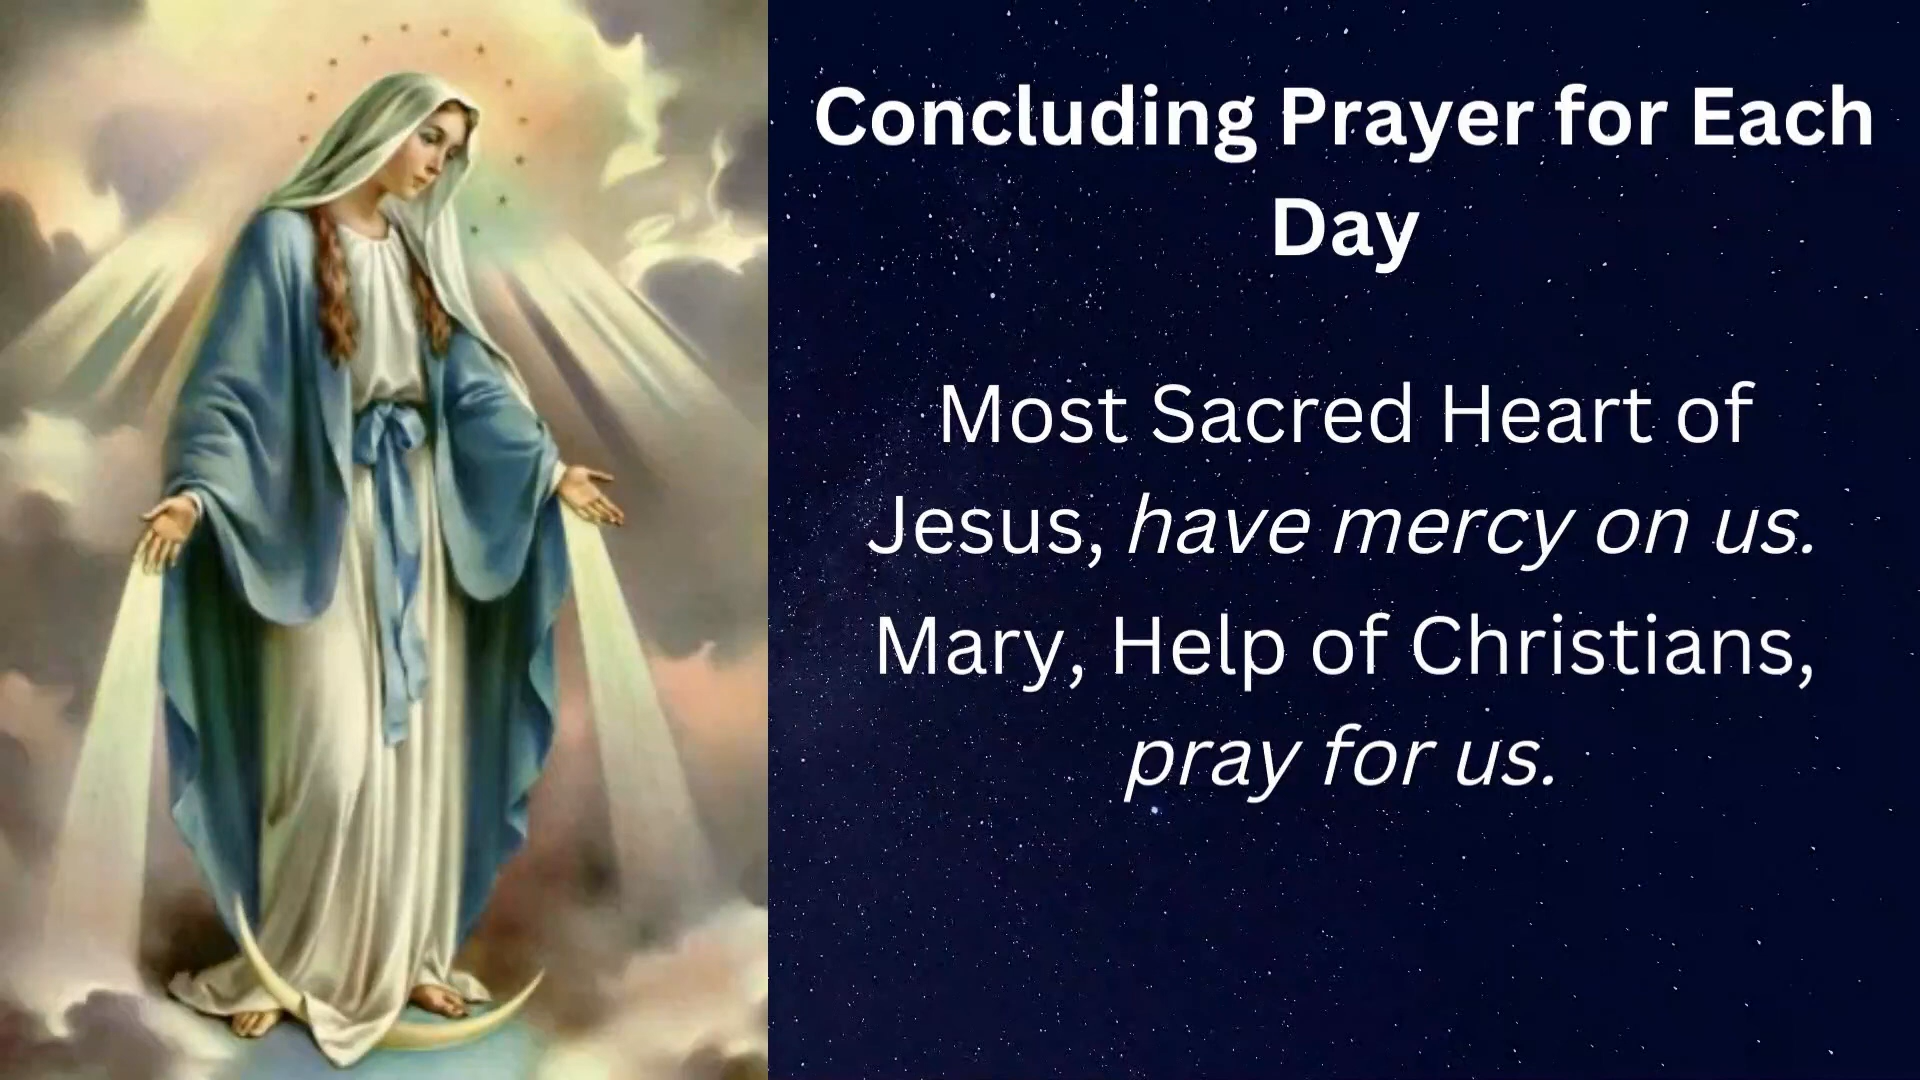 Concluding Prayer for Each
Day
Most Sacred Heart of
Jesus, have mercy on us.
Mary, Help of Christians,
pray for us.